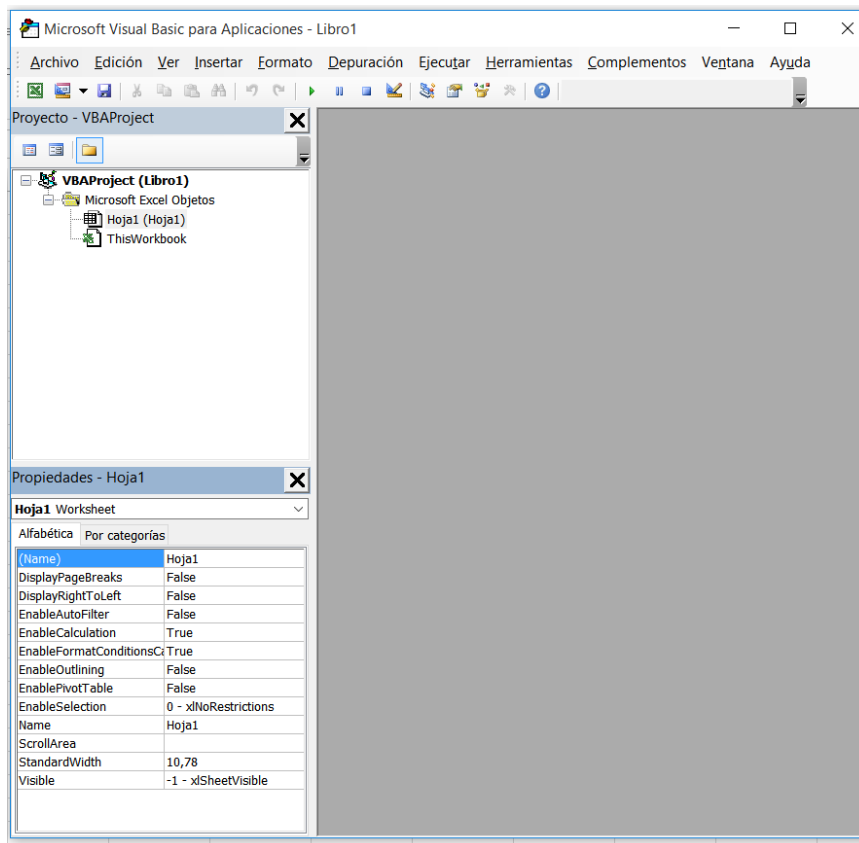 Microsoft Visual Basic para Aplicaciones - Libro1
Archivo Edición Ver Insertar Formato Depuración Ejecutar Herramientas Complementos Ventana Ayuda
Proyecto - VBAProject
VBAProject (Libro1)
Microsoft Excel Objetos
Hoja1 (Hoja1)
ThisWorkbook
Propiedades - Hoja1
Hoja1 Worksheet
Alfabética Por categorías
(Name) Hoja1
DisplayPageBreaks False
DisplayRightToLeft False
EnableAutoFilter False
EnableCalculation True
EnableFormatConditionsCa True
EnableOutlining False
EnablePivotTable False
EnableSelection 0 - xlNoRestrictions
Name Hoja1
ScrollArea
StandardWidth 10,78
Visible -1 - xlSheetVisible